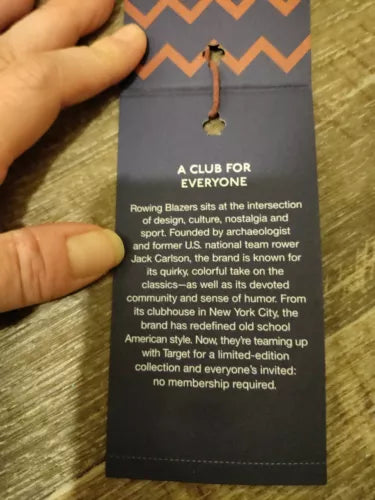 A CLUB FOR
EVERYONE
Rowing Blazers sits at the intersection
of design, culture, nostalgia and
sport. Founded by archaeologist
and former U.S. national team rower
Jack Carlson, the brand is known for
its quirky, colorful take on the
classics—as well as its devoted
community and sense of humor. From
its clubhouse in New York City, the
brand has redefined old school
American style. Now, they're teaming up
with Target for a limited-edition
collection and everyone's invited:
no membership required.